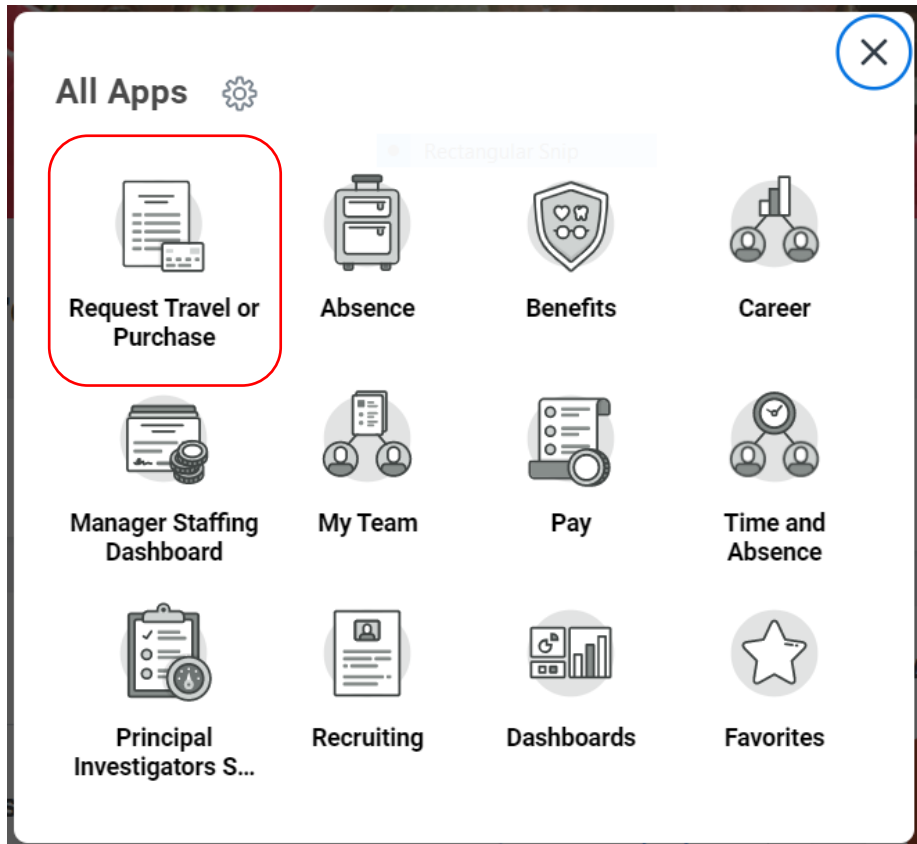 All Apps
Rectangular Snip
Request Travel or
Purchase
Absence
Benefits
Career
Manager Staffing
Dashboard
My Team
Pay
Time and
Absence
Principal
Investigators S...
Recruiting
Dashboards
Favorites